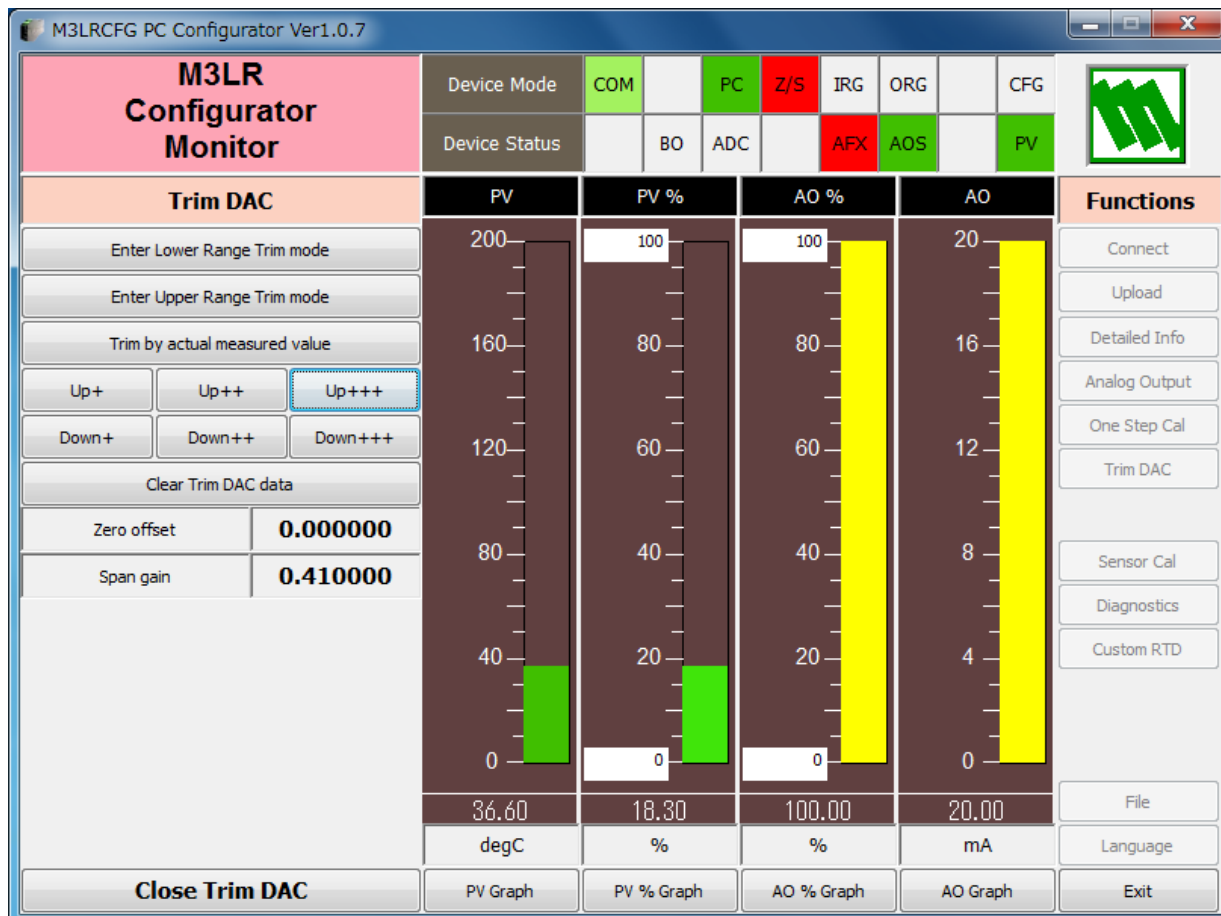 M3LRCFG PC Configurator Ver1.0.7
M3LR
Configurator
Monitor
Device Mode
COM
PC
Z/S
IRG
ORG
CFG
Device Status
BO
ADC
AFX
AOS
PV
Trim DAC
Enter Lower Range Trim mode
Enter Upper Range Trim mode
Trim by actual measured value
Up+
Up++
Up+++
Down+
Down++
Down+++
Clear Trim DAC data
Zero offset
0.000000
Span gain
0.410000
Close Trim DAC
PV
200
160
120
80
40
0
36.60
degC
PV Graph
PV %
100
80
60
40
20
0
18.30
%
PV % Graph
AO %
100
80
60
40
20
0
100.00
%
AO % Graph
AO
20
16
12
8
4
0
20.00
mA
AO Graph
Functions
Connect
Upload
Detailed Info
Analog Output
One Step Cal
Trim DAC
Sensor Cal
Diagnostics
Custom RTD
File
Language
Exit